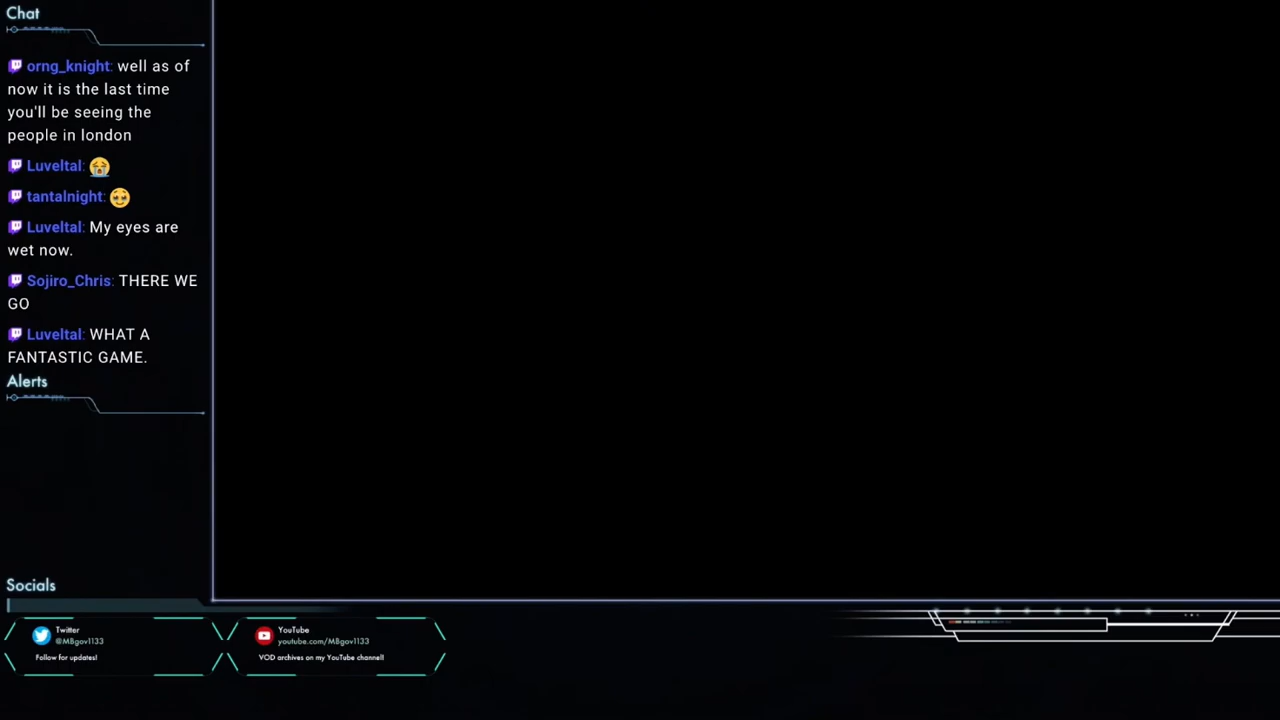 Chat
orng_knight: well as of
now it is the last time
you'll be seeing the
people in london
Luveltal: 😭
tantalnight: 🥹
Luveltal: My eyes are
wet now.
Sojiro_Chris: THERE WE
GO
Luveltal: WHAT A
FANTASTIC GAME.
Alerts
Socials
Twitter
@MBgov1133
Follow for updates!
YouTube
youtube.com/MBgov1133
VOD archives on my YouTube channel!